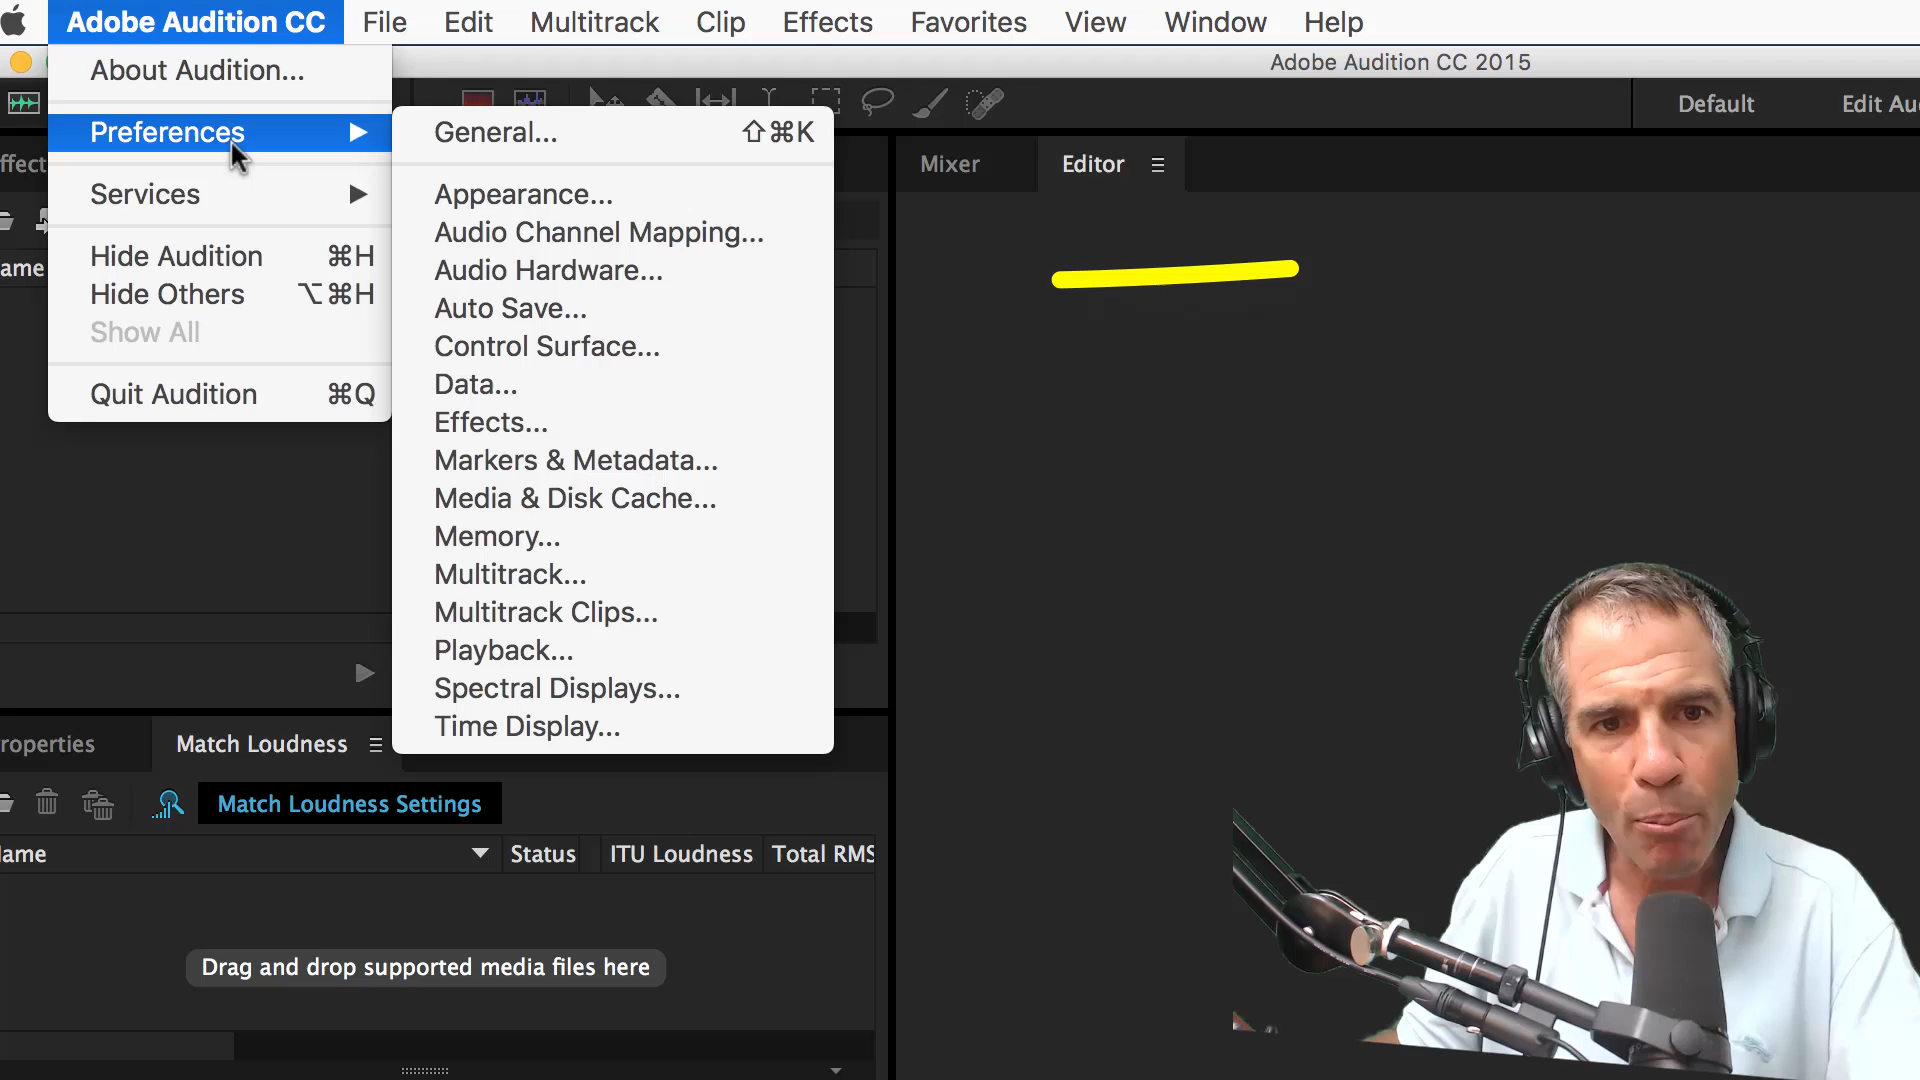 Adobe Audition CC File Edit Multitrack Clip Effects Favorites View Window Help
Adobe Audition CC 2015
About Audition...
Default Edit Au
Preferences ▶
General... ⇧⌘K
ffect
Mixer Editor
Services ▶
Appearance...
Audio Channel Mapping...
Hide Audition ⌘H
ame
Audio Hardware...
Hide Others ⌥⌘H
Auto Save...
Show All
Control Surface...
Data...
Quit Audition ⌘Q
Effects...
Markers & Metadata...
Media & Disk Cache...
Memory...
Multitrack...
Multitrack Clips...
Playback...
Spectral Displays...
Time Display...
roperties Match Loudness
Match Loudness Settings
lame Status ITU Loudness Total RMS
Drag and drop supported media files here